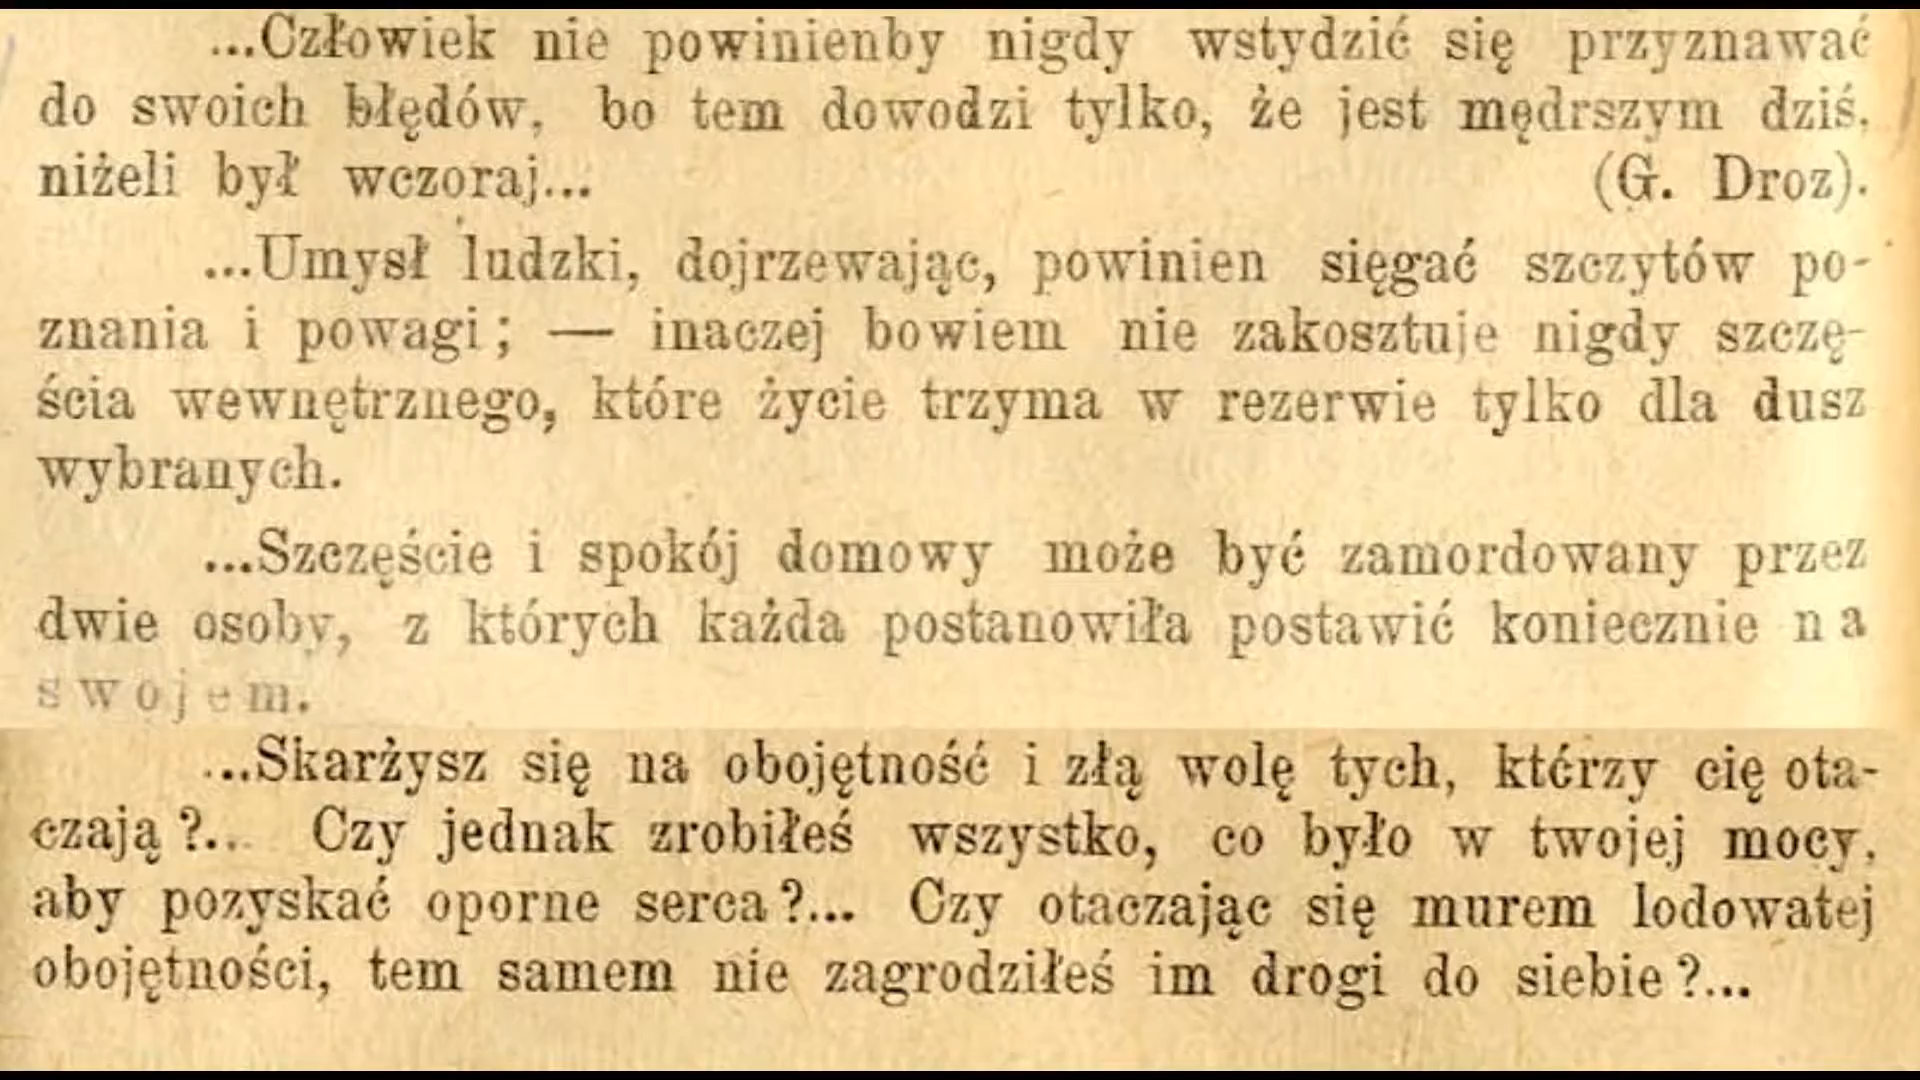 ...Człowiek nie powinienby nigdy wstydzić się przyznawać
do swoich błędów, bo tem dowodzi tylko, że jest mędrszym dziś,
niżeli był wczoraj... (G. Droz).
...Umysł ludzki, dojrzewając, powinien sięgać szczytów po-
znania i powagi; — inaczej bowiem nie zakosztuje nigdy szczę-
ścia wewnętrznego, które życie trzyma w rezerwie tylko dla dusz
wybranych.
...Szczęście i spokój domowy może być zamordowany przez
dwie osoby, z których każda postanowiła postawić koniecznie n a
s w o j e m.
...Skarżysz się na obojętność i złą wolę tych, którzy cię ota-
czają ?... Czy jednak zrobiłeś wszystko, co było w twojej mocy,
aby pozyskać oporne serca ?... Czy otaczając się murem lodowatej
obojętności, tem samem nie zagrodziłeś im drogi do siebie ?...